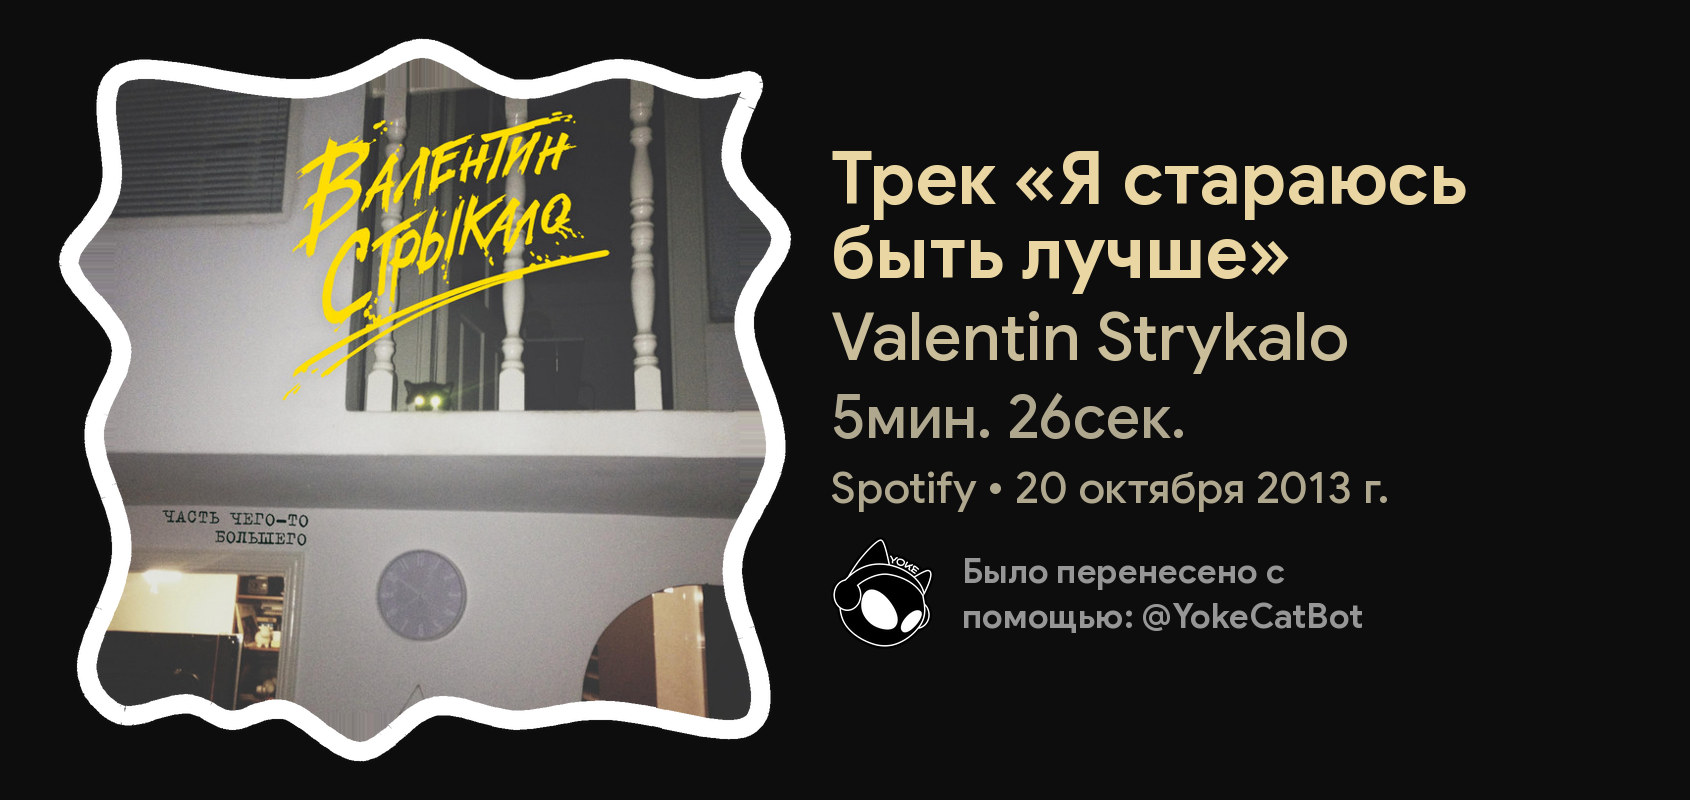 ВАЛЕНТИН
СТРЫКАЛО
ЧАСТЬ ЧЕГО-ТО
БОЛЬШЕГО
Трек «Я стараюсь
быть лучше»
Valentin Strykalo
5мин. 26сек.
Spotify • 20 октября 2013 г.
YOKE
Было перенесено с
помощью: @YokeCatBot